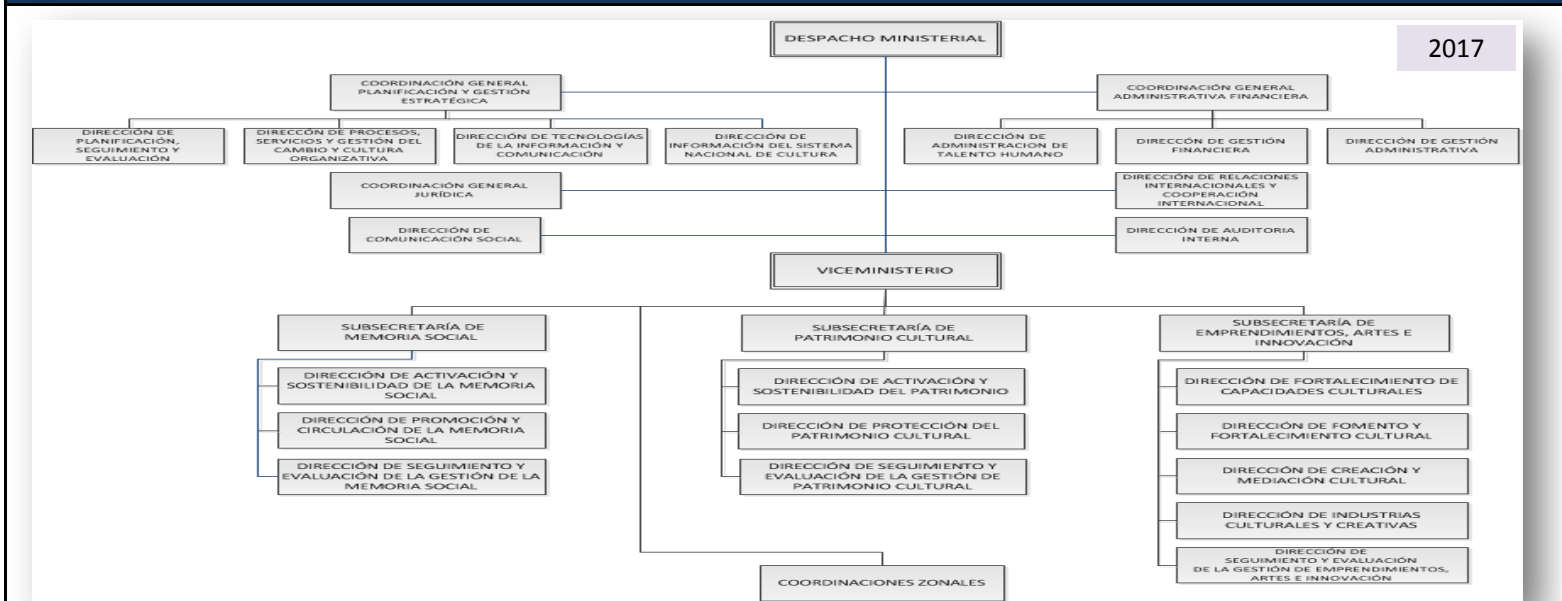 2017
DESPACHO MINISTERIAL
COORDINACIÓN GENERAL
PLANIFICACIÓN Y GESTIÓN
ESTRATÉGICA
COORDINACIÓN GENERAL
ADMINISTRATIVA FINANCIERA
DIRECCIÓN DE
PLANIFICACIÓN,
SEGUIMIENTO Y
EVALUACIÓN
DIRECCÓN DE PROCESOS,
SERVICIOS Y GESTIÓN DEL
CAMBIO Y CULTURA
ORGANIZATIVA
DIRECCIÓN DE TECNOLOGÍAS
DE LA INFORMACIÓN Y
COMUNICACIÓN
DIRECCIÓN DE
INFORMACIÓN DEL SISTEMA
NACIONAL DE CULTURA
DIRECCIÓN DE
ADMINISTRACION DE
TALENTO HUMANO
DIRECCÓN DE GESTIÓN
FINANCIERA
DIRECCIÓN DE GESTIÓN
ADMINISTRATIVA
COORDINACIÓN GENERAL
JURÍDICA
DIRECCIÓN DE RELACIONES
INTERNACIONALES Y
COOPERACIÓN
INTERNACIONAL
DIRECCIÓN DE
COMUNICACIÓN SOCIAL
DIRECCIÓN DE AUDITORIA
INTERNA
VICEMINISTERIO
SUBSECRETARÍA DE
MEMORIA SOCIAL
DIRECCIÓN DE ACTIVACIÓN Y
SOSTENIBILIDAD DE LA MEMORIA
SOCIAL
DIRECCIÓN DE PROMOCIÓN Y
CIRCULACIÓN DE LA MEMORIA
SOCIAL
DIRECCIÓN DE SEGUIMIENTO Y
EVALUACIÓN DE LA GESTIÓN DE LA
MEMORIA SOCIAL
SUBSECRETARÍA DE
PATRIMONIO CULTURAL
DIRECCIÓN DE ACTIVACIÓN Y
SOSTENIBILIDAD DEL PATRIMONIO
DIRECCIÓN DE PROTECCIÓN DEL
PATRIMONIO CULTURAL
DIRECCIÓN DE SEGUIMIENTO Y
EVALUACIÓN DE LA GESTIÓN DE
PATRIMONIO CULTURAL
SUBSECRETARÍA DE
EMPRENDIMIENTOS, ARTES E
INNOVACIÓN
DIRECCIÓN DE FORTALECIMIENTO DE
CAPACIDADES CULTURALES
DIRECCIÓN DE FOMENTO Y
FORTALECIMIENTO CULTURAL
DIRECCIÓN DE CREACIÓN Y
MEDIACIÓN CULTURAL
DIRECCIÓN DE INDUSTRIAS
CULTURALES Y CREATIVAS
DIRECCIÓN DE
SEGUIMIENTO Y EVALUACIÓN
DE LA GESTIÓN DE EMPRENDIMIENTOS,
ARTES E INNOVACIÓN
COORDINACIONES ZONALES